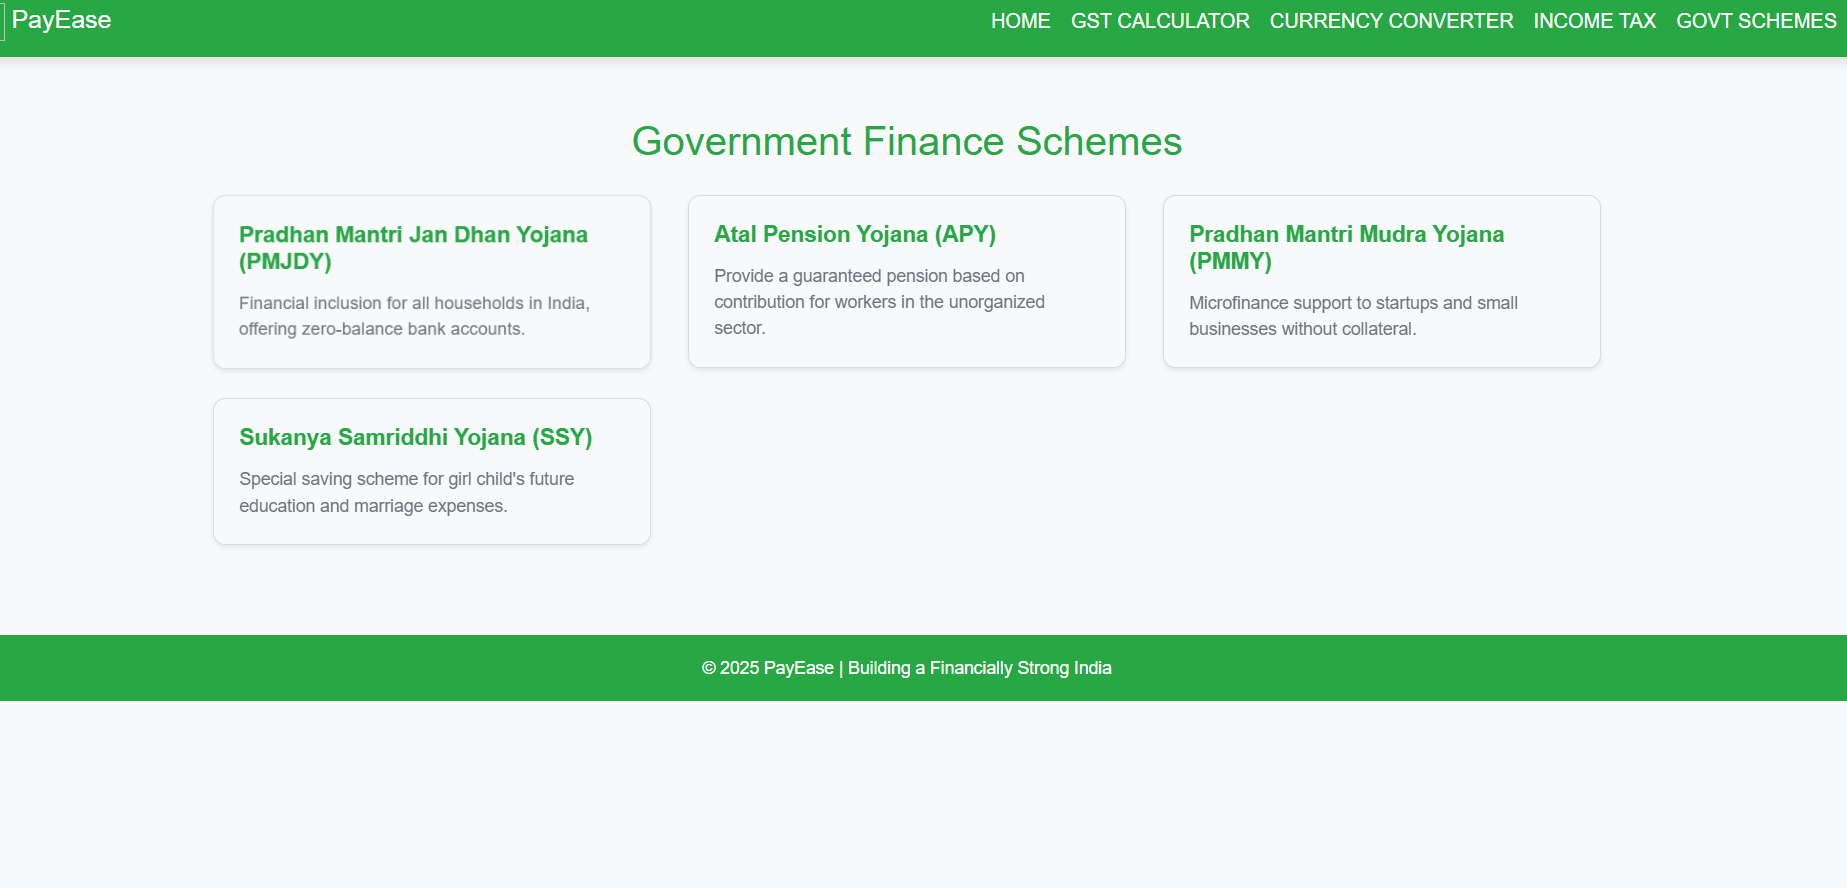 PayEase
HOME GST CALCULATOR CURRENCY CONVERTER INCOME TAX GOVT SCHEMES
Government Finance Schemes
Pradhan Mantri Jan Dhan Yojana
(PMJDY)
Financial inclusion for all households in India,
offering zero-balance bank accounts.
Atal Pension Yojana (APY)
Provide a guaranteed pension based on
contribution for workers in the unorganized
sector.
Pradhan Mantri Mudra Yojana
(PMMY)
Microfinance support to startups and small
businesses without collateral.
Sukanya Samriddhi Yojana (SSY)
Special saving scheme for girl child's future
education and marriage expenses.
© 2025 PayEase | Building a Financially Strong India